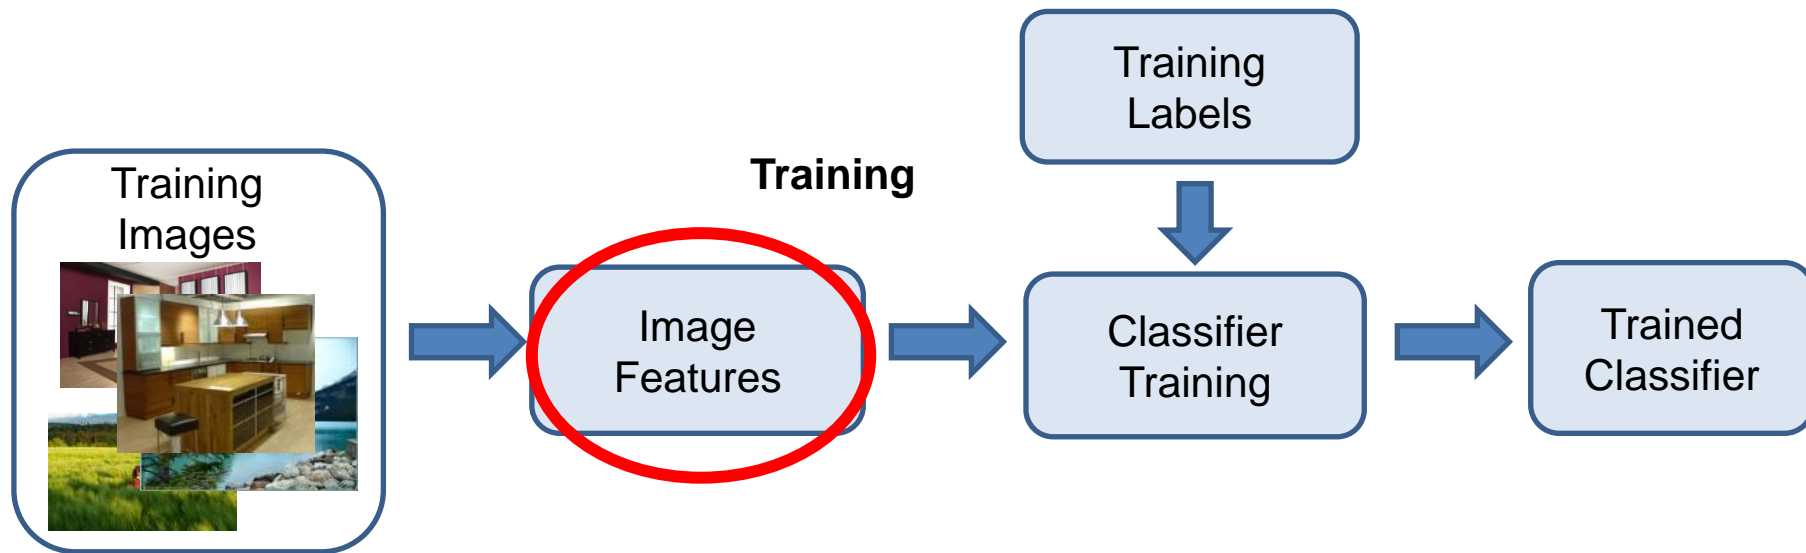 Training
Labels
Training
Training
Images
Image
Features
Classifier
Training
Trained
Classifier